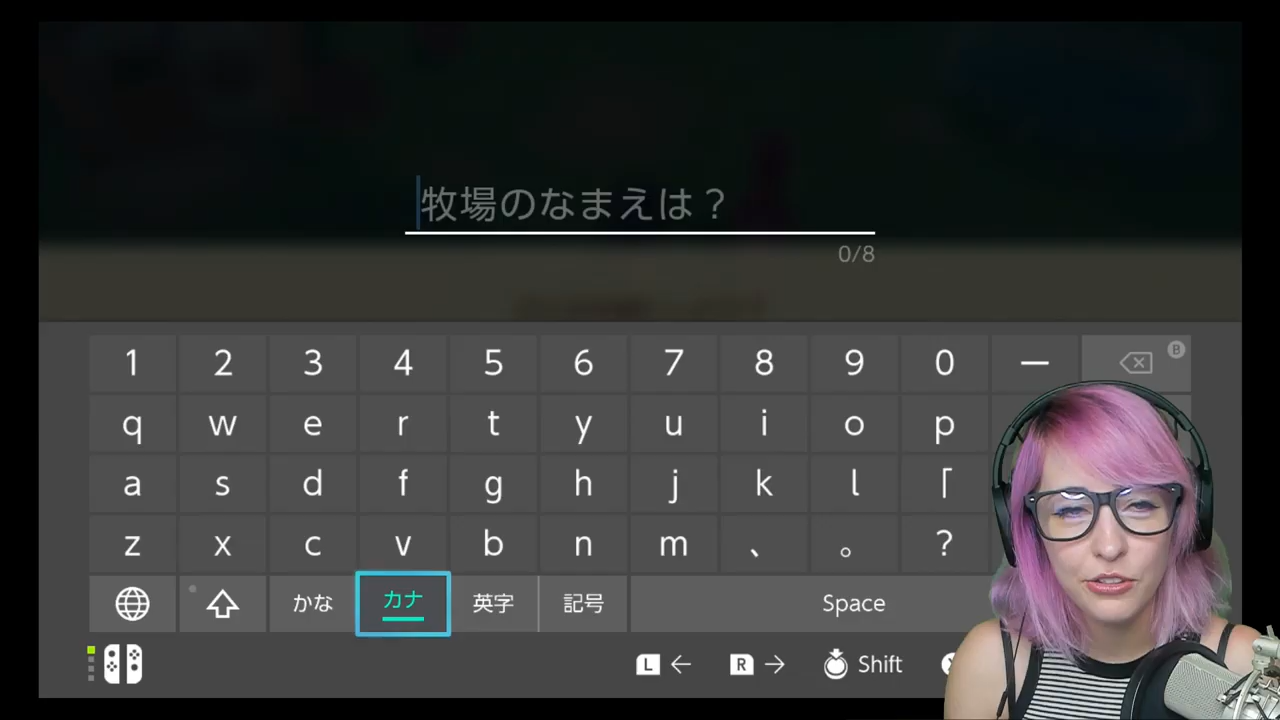 牧場のなまえは？
0/8
1 2 3 4 5 6 7 8 9 0 ー B
q w e r t y u i o p
a s d f g h j k l 「
z x c v b n m 、 。 ?
かな カナ 英字 記号 Space
L ← R → Shift